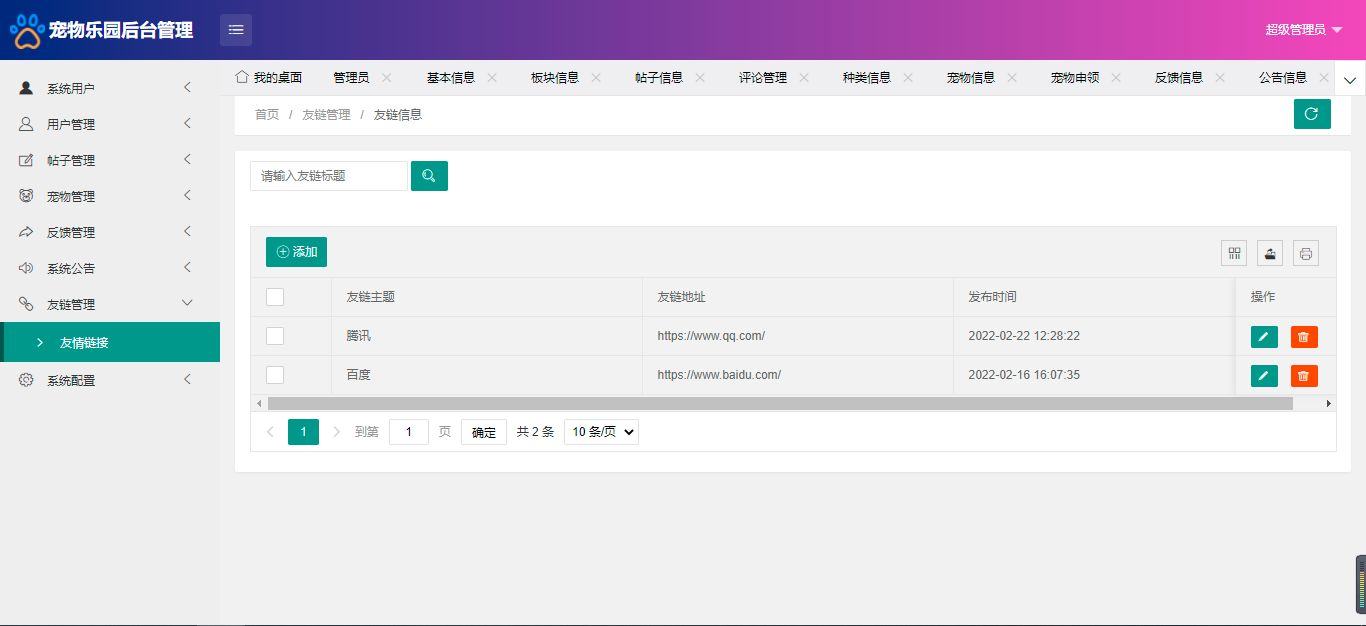 宠物乐园后台管理
超级管理员
系统用户
用户管理
帖子管理
宠物管理
反馈管理
系统公告
友链管理
友情链接
系统配置
我的桌面 管理员 基本信息 板块信息 帖子信息 评论管理 种类信息 宠物信息 宠物申领 反馈信息 公告信息
首页 / 友链管理 / 友链信息
请输入友链标题
添加
友链主题 友链地址 发布时间 操作
腾讯 https://www.qq.com/ 2022-02-22 12:28:22
百度 https://www.baidu.com/ 2022-02-16 16:07:35
1 到第 1 页 确定 共 2 条 10 条/页